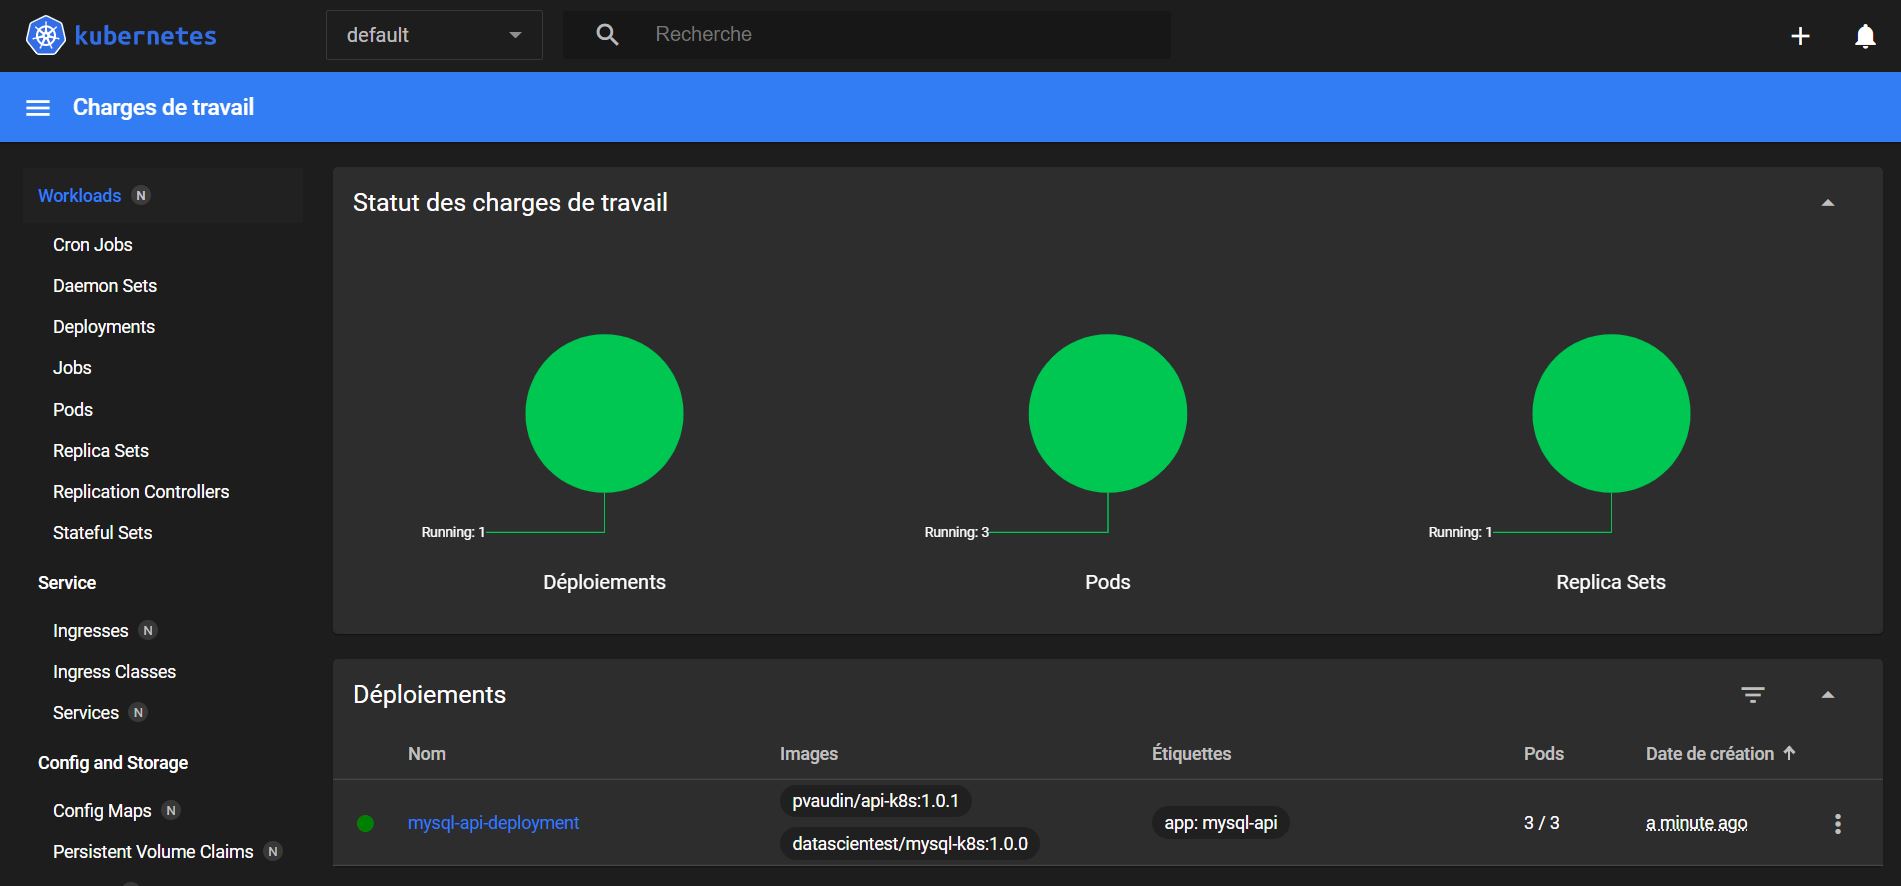 kubernetes
default
Recherche
Charges de travail
Workloads N
Cron Jobs
Daemon Sets
Deployments
Jobs
Pods
Replica Sets
Replication Controllers
Stateful Sets
Service
Ingresses N
Ingress Classes
Services N
Config and Storage
Config Maps N
Persistent Volume Claims N
Statut des charges de travail
Running: 1
Déploiements
Running: 3
Pods
Running: 1
Replica Sets
Déploiements
Nom Images Étiquettes Pods Date de création
mysql-api-deployment
pvaudin/api-k8s:1.0.1
datascientest/mysql-k8s:1.0.0
app: mysql-api
3 / 3
a minute ago